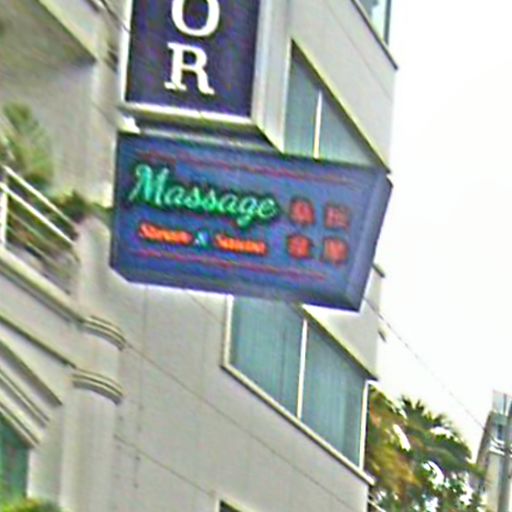 OR
Massage
Steam & Sauna